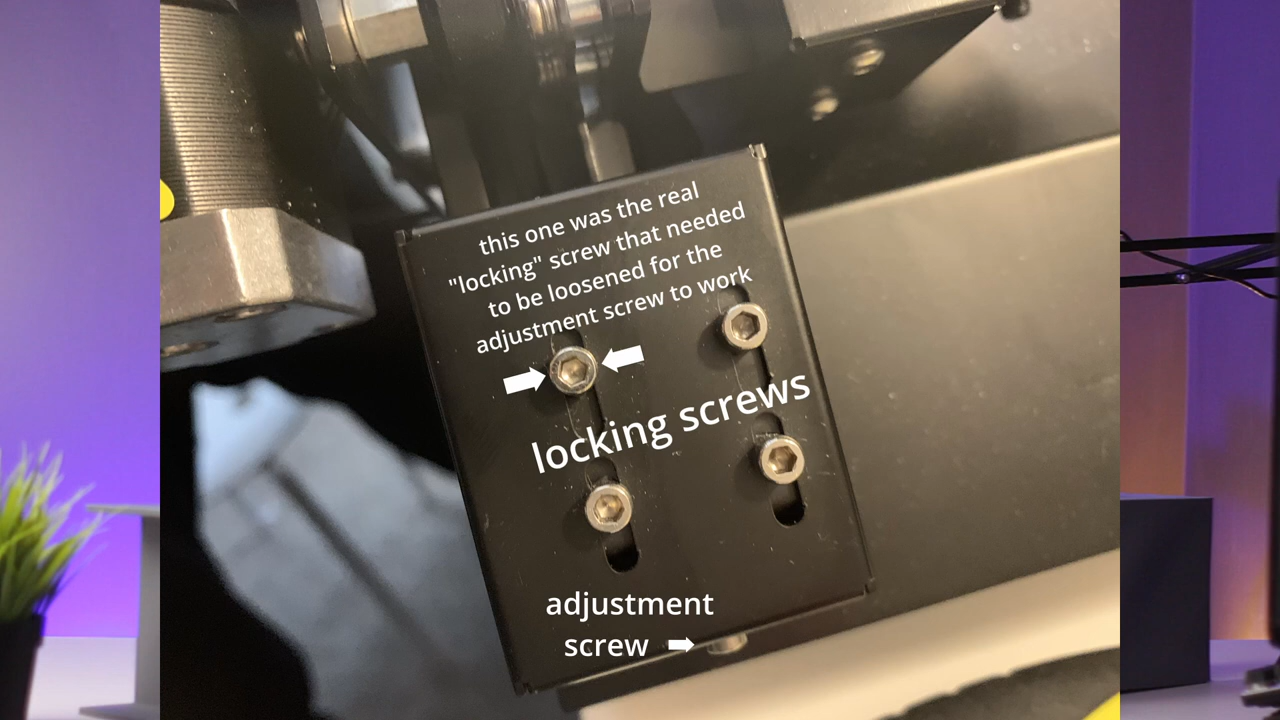 this one was the real
"locking" screw that needed
to be loosened for the
adjustment screw to work
locking screws
adjustment
screw